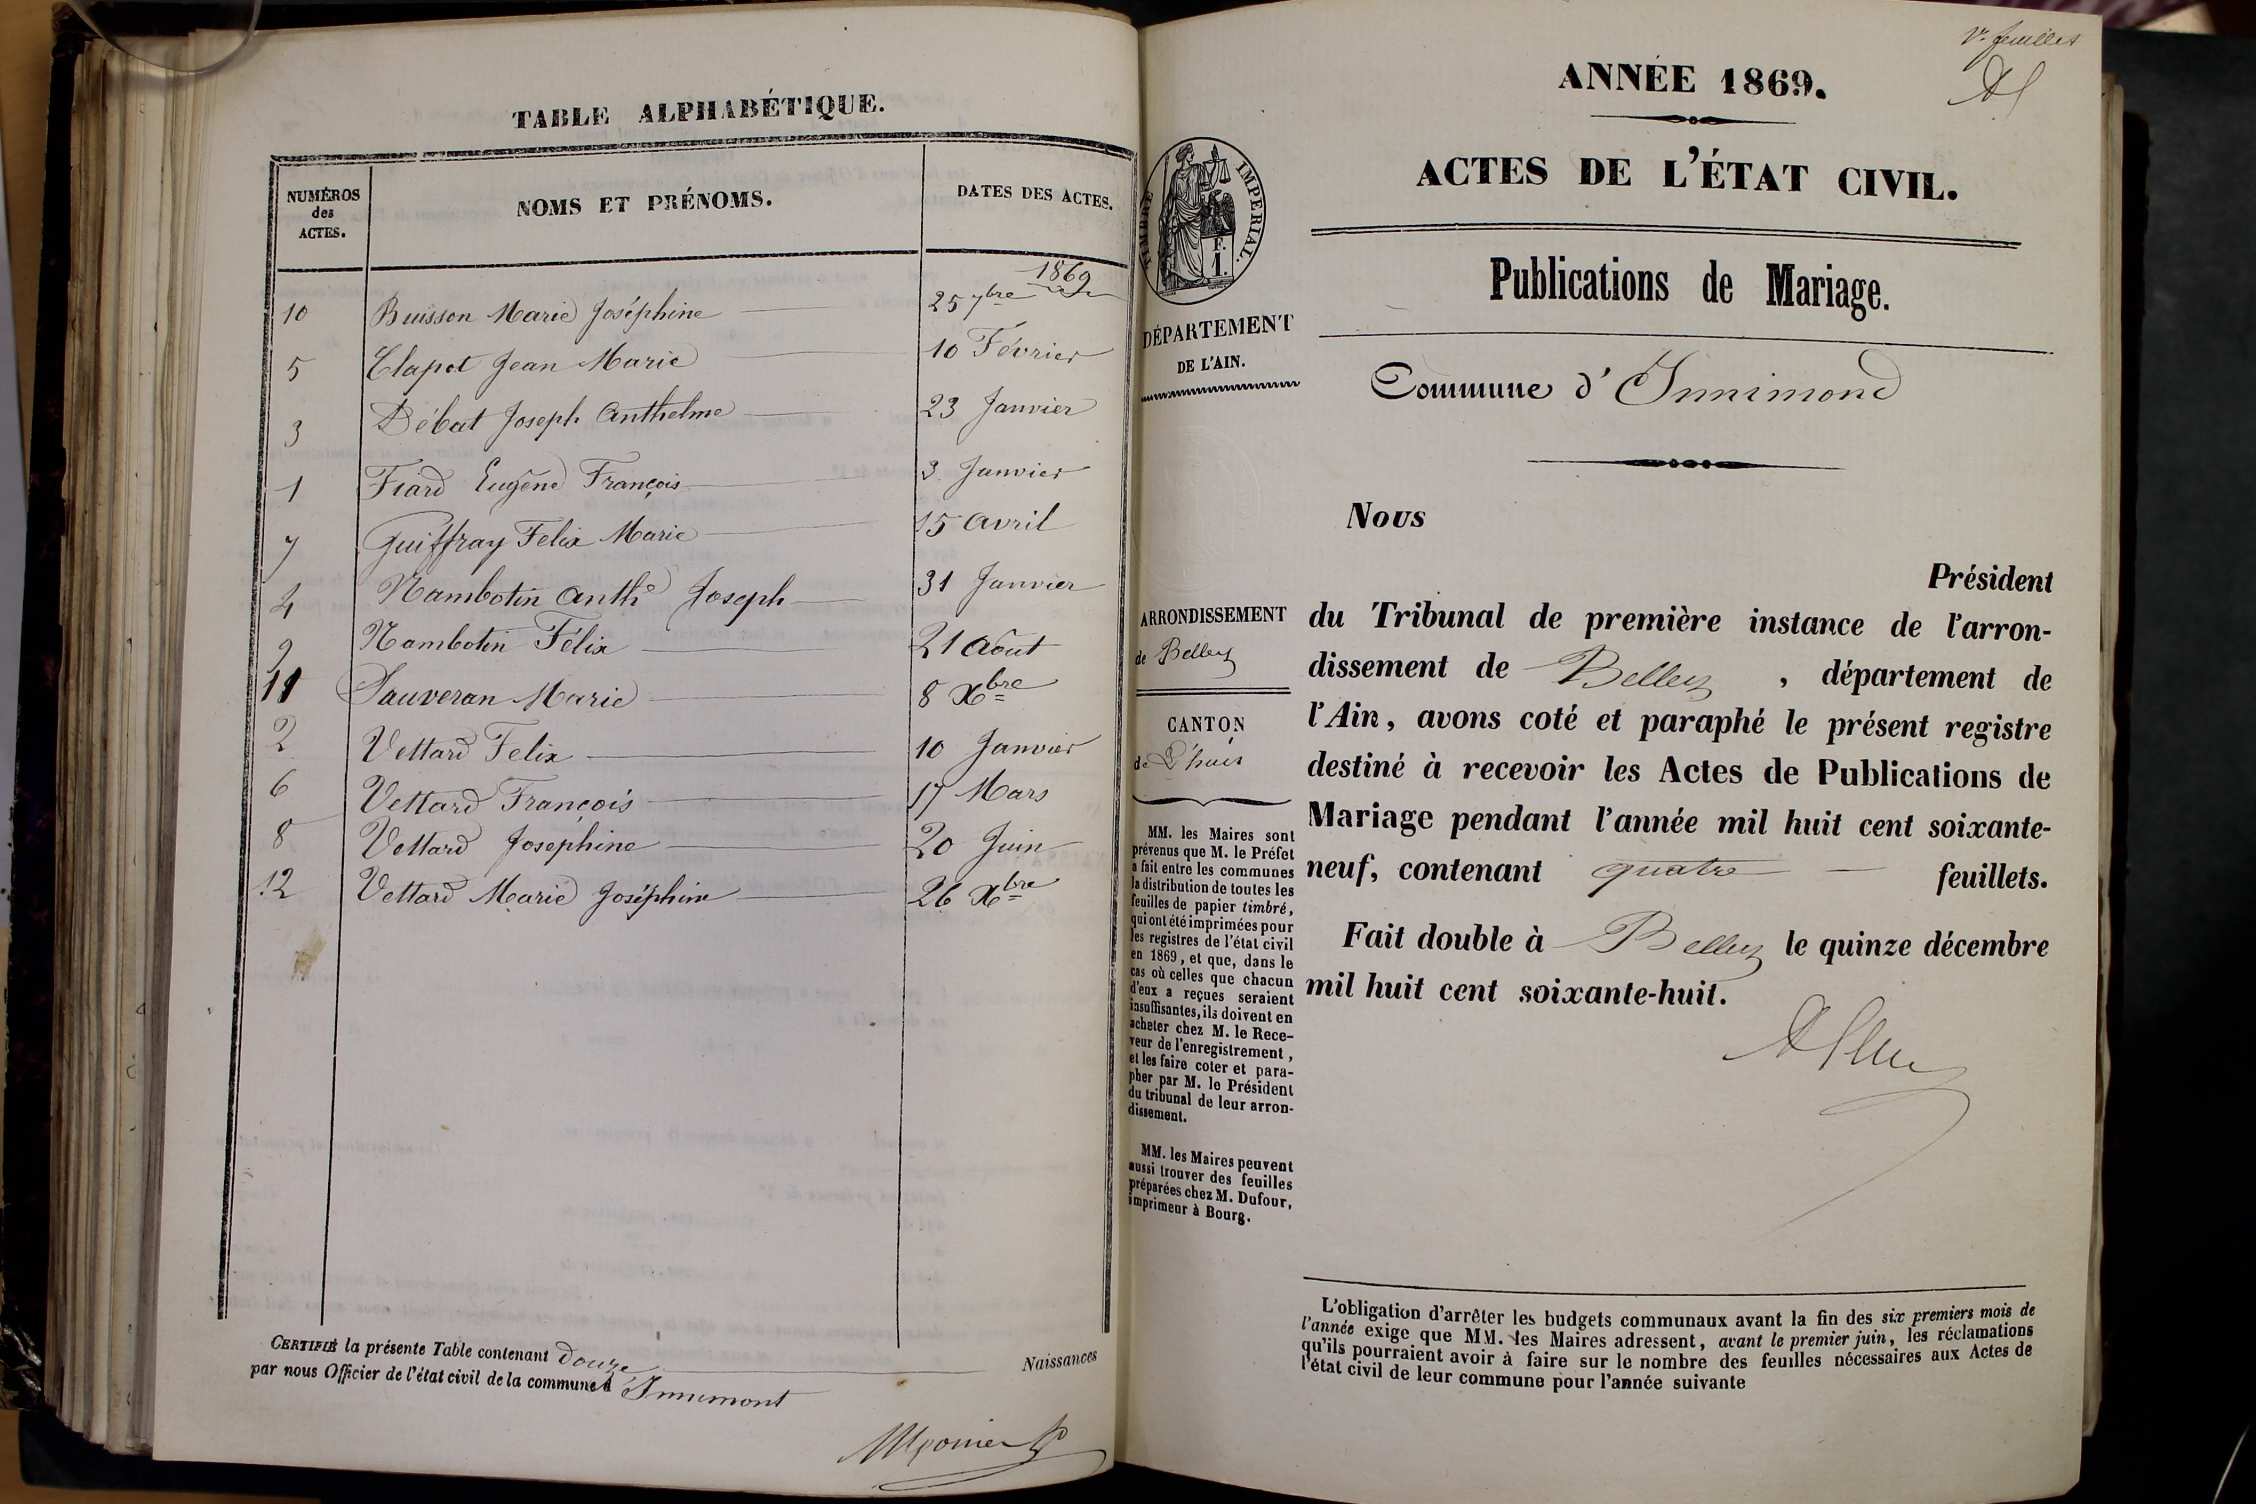 TABLE ALPHABÉTIQUE.
NUMÉROS des ACTES. NOMS ET PRÉNOMS. DATES DES ACTES.
1869
10 Buisson Marie Joséphine 25 7bre
5 Clapot Jean Marie 10 Février
3 Débat Joseph Anthelme 23 Janvier
1 Fiard Eugène François 3 Janvier
7 Guiffray Felix Marie 15 avril
4 Nambotin Anthe Joseph 31 Janvier
9 Nambotin Félix 21 Août
11 Sauveran Marie 8 Xbre
2 Vettard Felix 10 Janvier
6 Vettard François 17 Mars
8 Vettard Josephine 20 Juin
12 Vettard Marie Joséphine 26 Xbre
CERTIFIÉ la présente Table contenant douze Naissances
par nous Officier de l'état civil de la commune d'Innimont
Vr feuillet
ANNÉE 1869.
ACTES DE L'ÉTAT CIVIL.
Publications de Mariage.
Commune d'Innimond
TIMBRE IMPERIAL.
F.
1.
DÉPARTEMENT
DE L'AIN.
ARRONDISSEMENT
de Belley
CANTON
de L'huis
MM. les Maires sont
prévenus que M. le Préfet
a fait entre les communes
la distribution de toutes les
feuilles de papier timbré,
qui ont été imprimées pour
les registres de l'état civil
en 1869, et que, dans le
cas où celles que chacun
d'eux a reçues seraient
insuffisantes, ils doivent en
acheter chez M. le Rece-
veur de l'enregistrement,
et les faire coter et para-
pher par M. le Président
du tribunal de leur arron-
dissement.
MM. les Maires peuvent
aussi trouver des feuilles
préparées chez M. Dufour,
imprimeur à Bourg.
Nous
Président
du Tribunal de première instance de l'arron-
dissement de Belley, département de
l'Ain, avons coté et paraphé le présent registre
destiné à recevoir les Actes de Publications de
Mariage pendant l'année mil huit cent soixante-
neuf, contenant quatre feuillets.
Fait double à Belley le quinze décembre
mil huit cent soixante-huit.
L'obligation d'arrêter les budgets communaux avant la fin des six premiers mois de
l'année exige que MM. les Maires adressent, avant le premier juin, les réclamations
qu'ils pourraient avoir à faire sur le nombre des feuilles nécessaires aux Actes de
l'état civil de leur commune pour l'année suivante